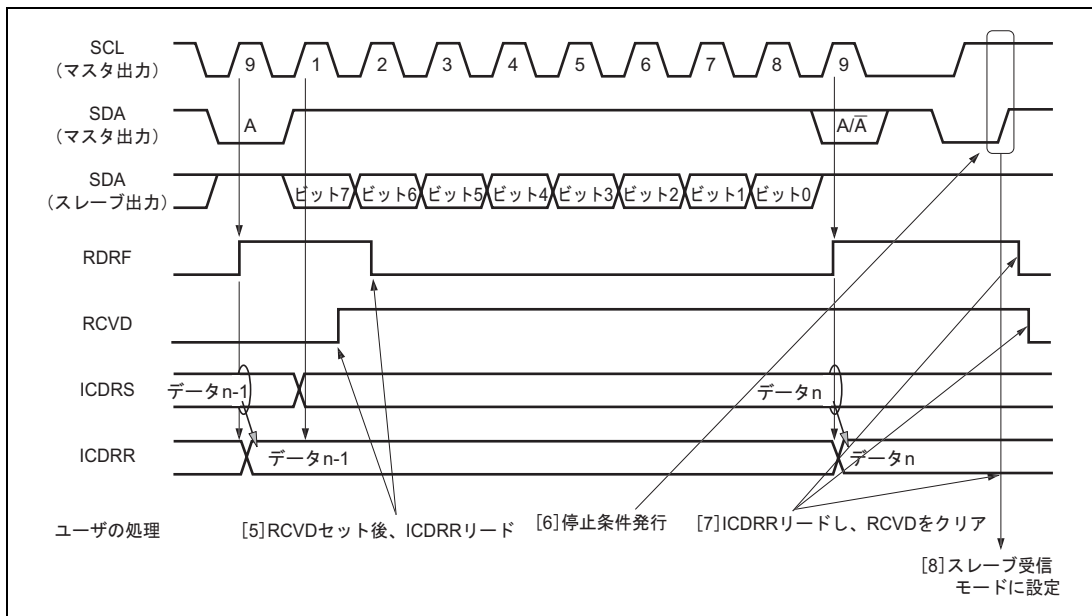 SCL
（マスタ出力）
9 1 2 3 4 5 6 7 8 9
SDA
（マスタ出力）
A A/A̅
SDA
（スレーブ出力）
ビット7 ビット6 ビット5 ビット4 ビット3 ビット2 ビット1 ビット0
RDRF
RCVD
ICDRS
データn-1 データn
ICDRR
データn-1 データn
ユーザの処理
[5]RCVDセット後、ICDRRリード
[6]停止条件発行
[7]ICDRRリードし、RCVDをクリア
[8]スレーブ受信
モードに設定